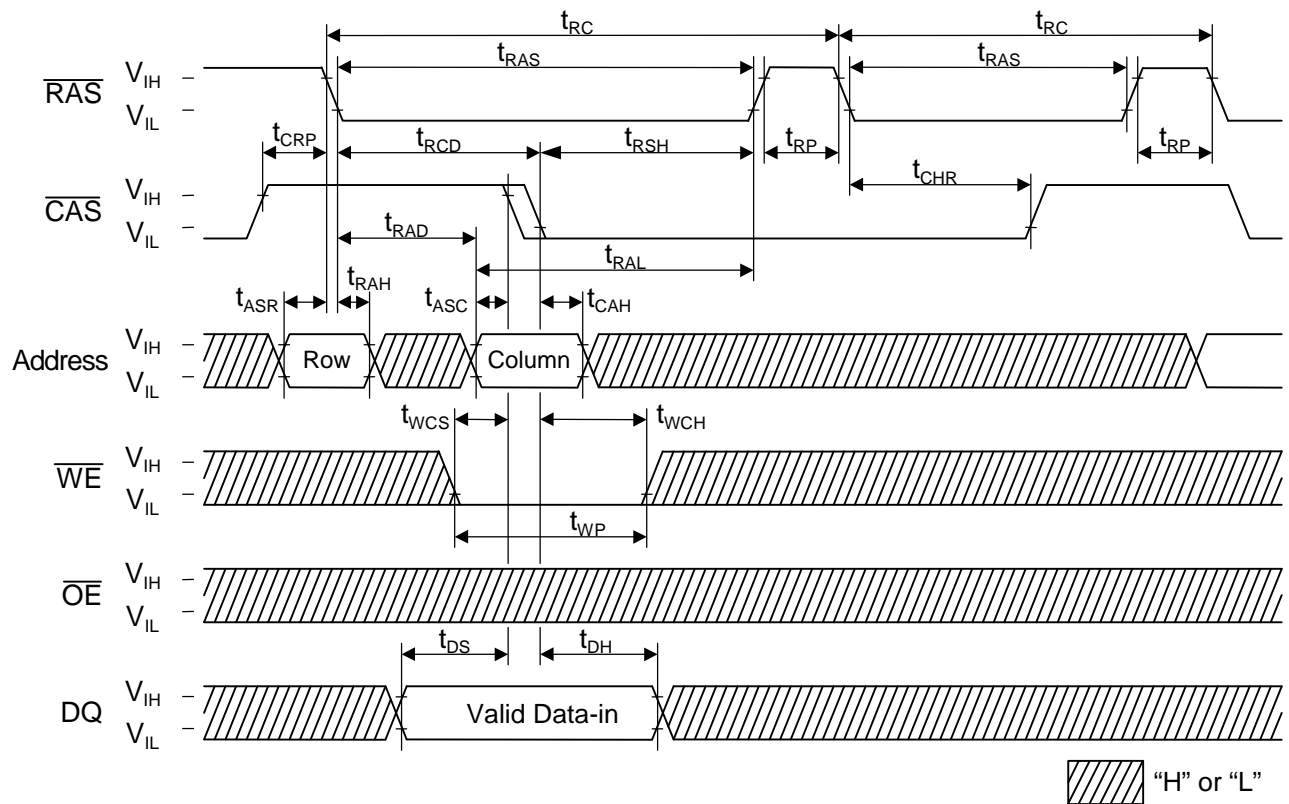 tRC tRC
tRAS tRAS
RAS VIH
VIL
tCRP tRCD tRSH tRP tRP
CAS VIH
VIL
tCHR
tRAD
tRAL
tRAH
tASR tASC tCAH
Address VIH
VIL
Row Column
tWCS tWCH
WE VIH
VIL
tWP
OE VIH
VIL
tDS tDH
DQ VIH
VIL
Valid Data-in
“H” or “L”